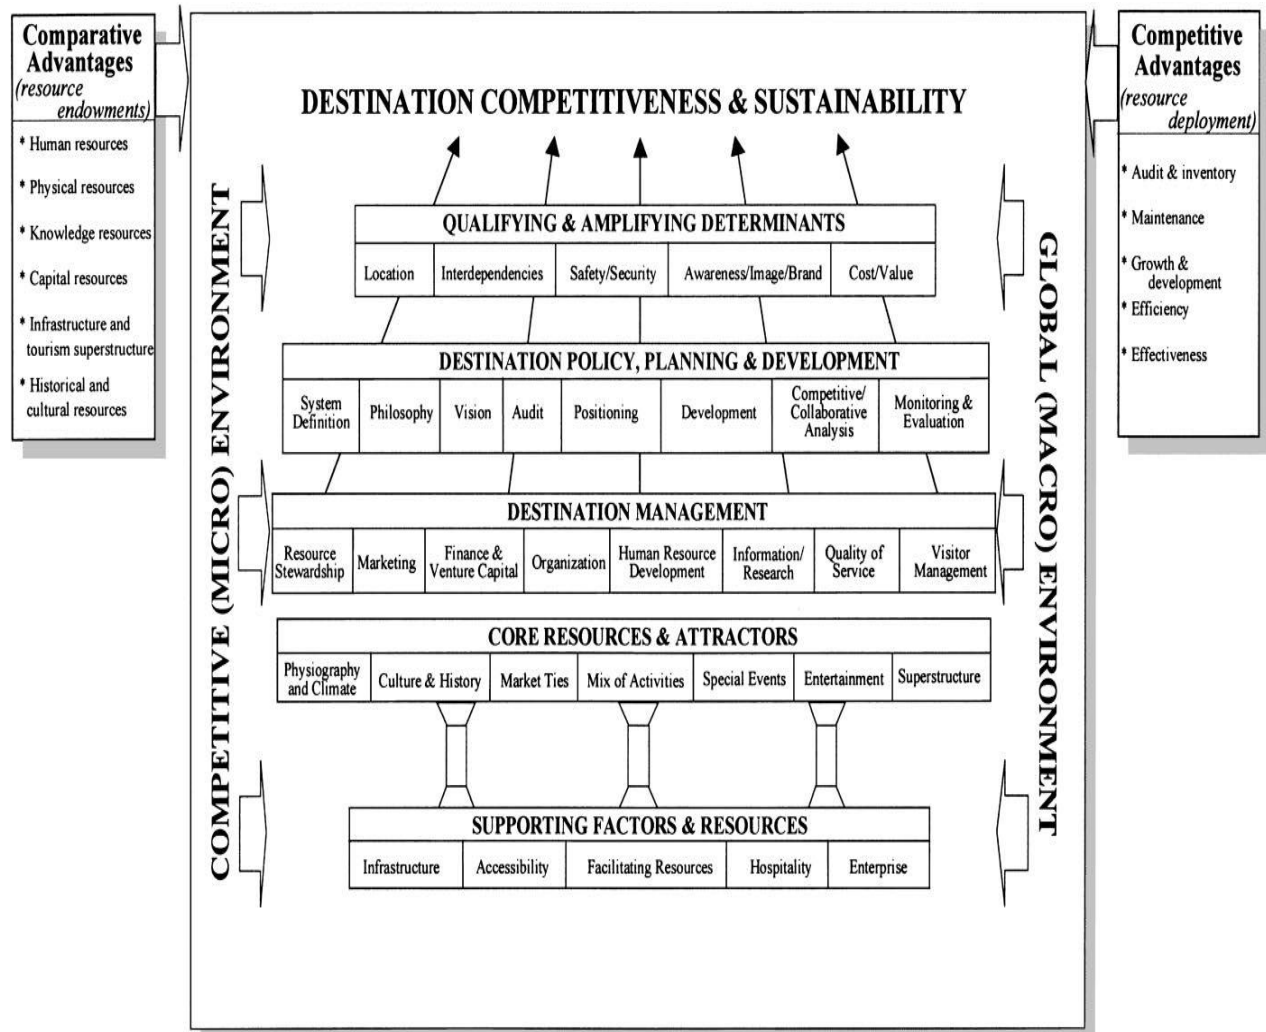 Comparative
Advantages
(resource
endowments)
* Human resources
* Physical resources
* Knowledge resources
* Capital resources
* Infrastructure and
tourism superstructure
* Historical and
cultural resources
COMPETITIVE (MICRO) ENVIRONMENT
DESTINATION COMPETITIVENESS & SUSTAINABILITY
QUALIFYING & AMPLIFYING DETERMINANTS
Location
Interdependencies
Safety/Security
Awareness/Image/Brand
Cost/Value
DESTINATION POLICY, PLANNING & DEVELOPMENT
System
Definition
Philosophy
Vision
Audit
Positioning
Development
Competitive/
Collaborative
Analysis
Monitoring &
Evaluation
DESTINATION MANAGEMENT
Resource
Stewardship
Marketing
Finance &
Venture Capital
Organization
Human Resource
Development
Information/
Research
Quality of
Service
Visitor
Management
CORE RESOURCES & ATTRACTORS
Physiography
and Climate
Culture & History
Market Ties
Mix of Activities
Special Events
Entertainment
Superstructure
SUPPORTING FACTORS & RESOURCES
Infrastructure
Accessibility
Facilitating Resources
Hospitality
Enterprise
GLOBAL (MACRO) ENVIRONMENT
Competitive
Advantages
(resource
deployment)
* Audit & inventory
* Maintenance
* Growth &
development
* Efficiency
* Effectiveness